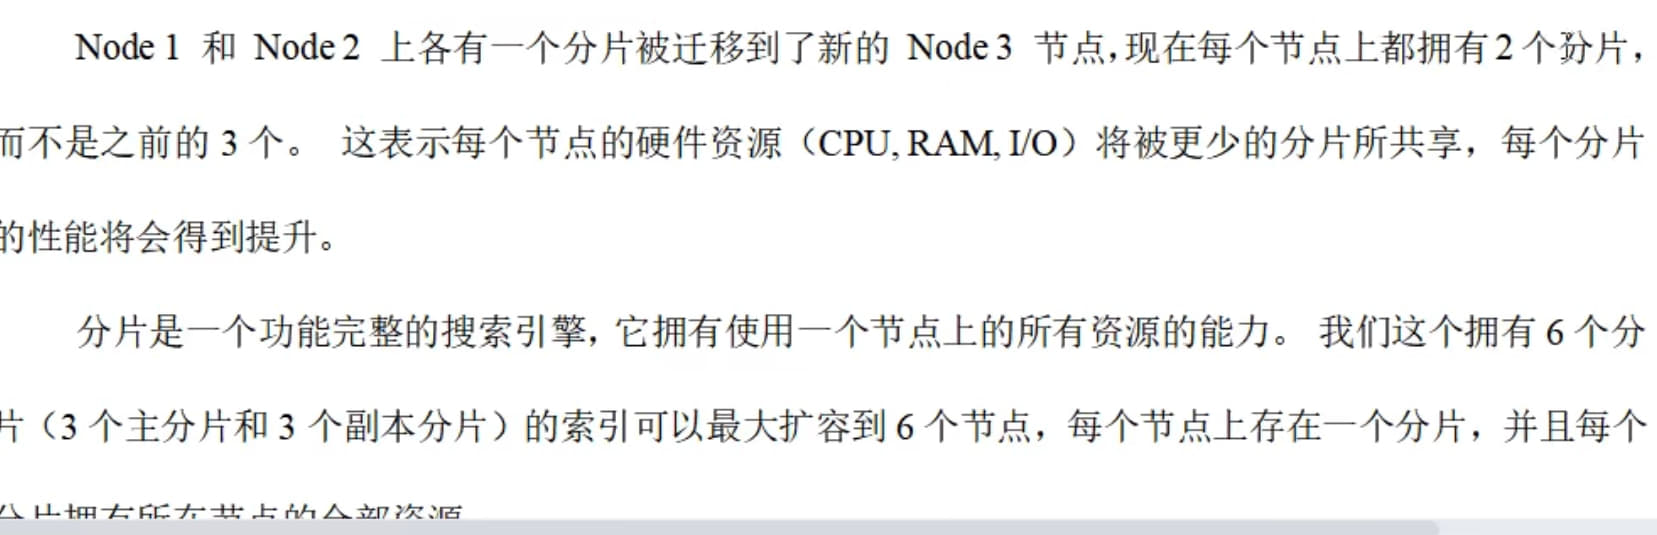 Node 1 和 Node 2 上各有一个分片被迁移到了新的 Node 3 节点,现在每个节点上都拥有 2 个分片，
而不是之前的 3 个。 这表示每个节点的硬件资源（CPU, RAM, I/O）将被更少的分片所共享，每个分片
的性能将会得到提升。
分片是一个功能完整的搜索引擎，它拥有使用一个节点上的所有资源的能力。 我们这个拥有 6 个分
片（3 个主分片和 3 个副本分片）的索引可以最大扩容到 6 个节点，每个节点上存在一个分片，并且每个
分片拥有所在节点的全部资源